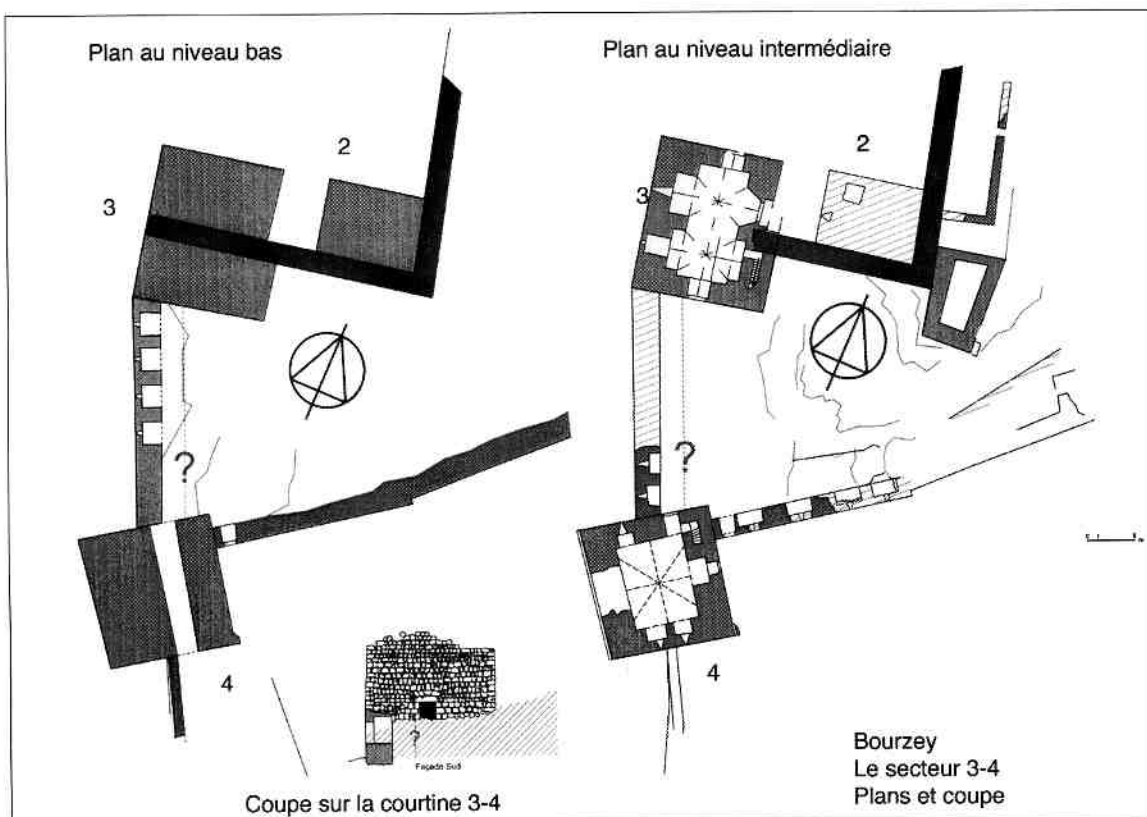 Plan au niveau bas
Plan au niveau intermédiaire
2
3
?
4
?
Façade Sud
Coupe sur la courtine 3-4
2
3
?
4
Bourzey
Le secteur 3-4
Plans et coupe